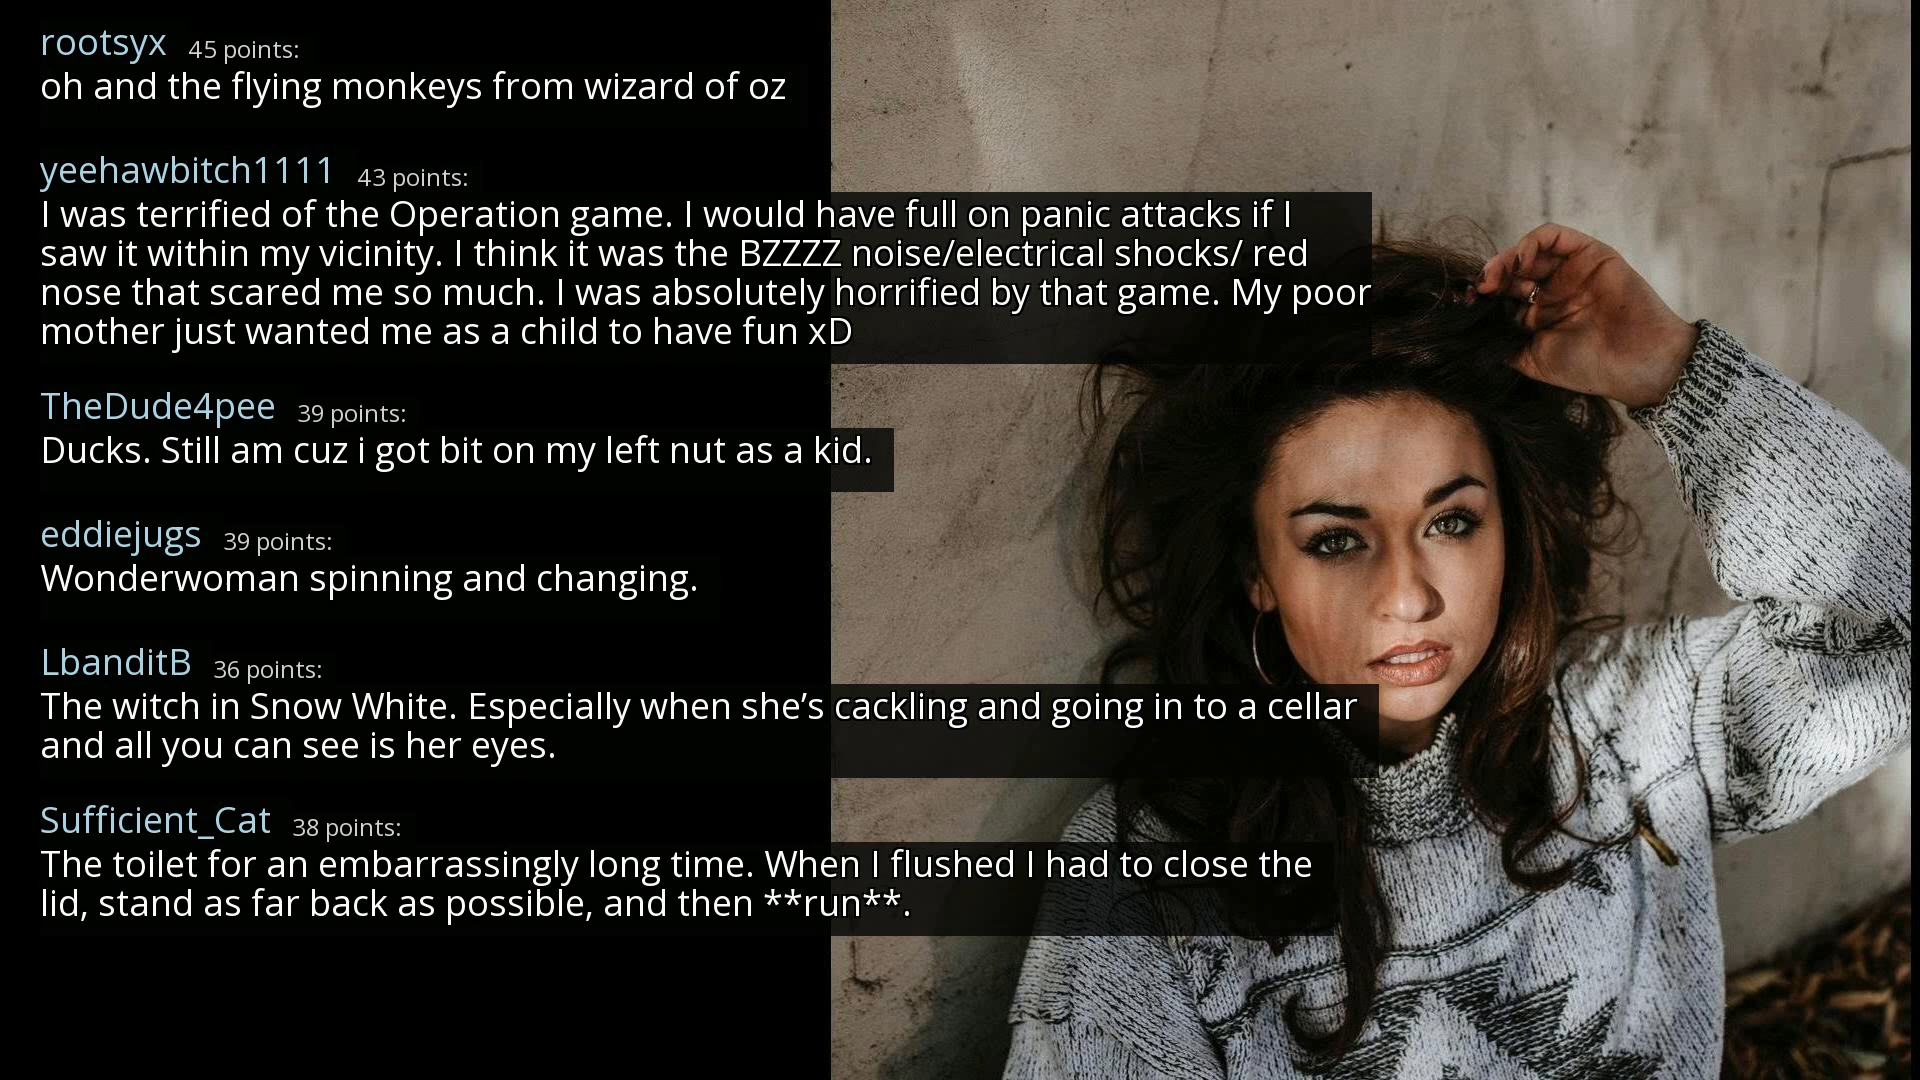 rootsyx 45 points:
oh and the flying monkeys from wizard of oz
yeehawbitch1111 43 points:
I was terrified of the Operation game. I would have full on panic attacks if I
saw it within my vicinity. I think it was the BZZZZ noise/electrical shocks/ red
nose that scared me so much. I was absolutely horrified by that game. My poor
mother just wanted me as a child to have fun xD
TheDude4pee 39 points:
Ducks. Still am cuz i got bit on my left nut as a kid.
eddiejugs 39 points:
Wonderwoman spinning and changing.
LbanditB 36 points:
The witch in Snow White. Especially when she’s cackling and going in to a cellar
and all you can see is her eyes.
Sufficient_Cat 38 points:
The toilet for an embarrassingly long time. When I flushed I had to close the
lid, stand as far back as possible, and then **run**.